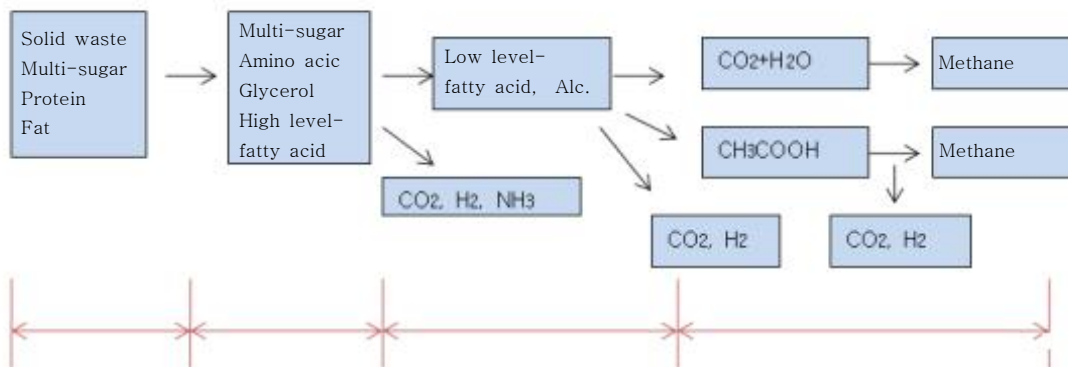 Solid waste
Multi-sugar
Protein
Fat
Multi-sugar
Amino acic
Glycerol
High level-
fatty acid
Low level-
fatty acid, Alc.
CO2+H2O
Methane
CH3COOH
Methane
CO2, H2, NH3
CO2, H2
CO2, H2